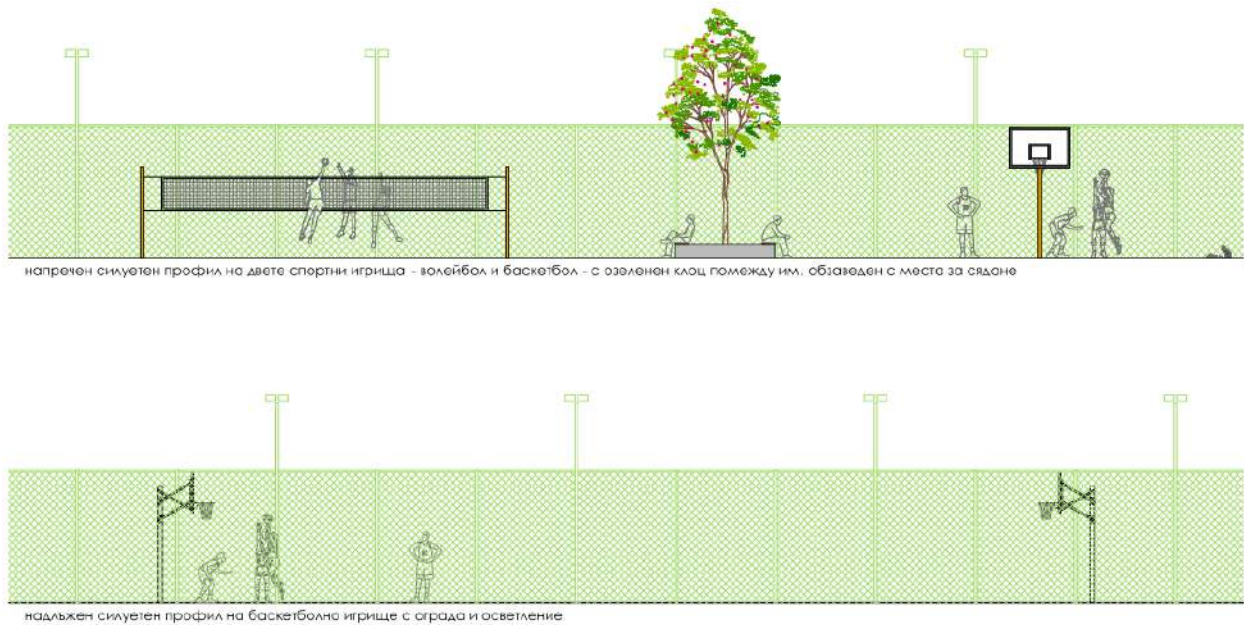 напречен силуетен профил на двете спортни игрища - волейбол и баскетбол - с озеленен клоц помежду им, обзаведен с места за сядане
надлъжен силуетен профил на баскетболно игрище с ограда и осветление